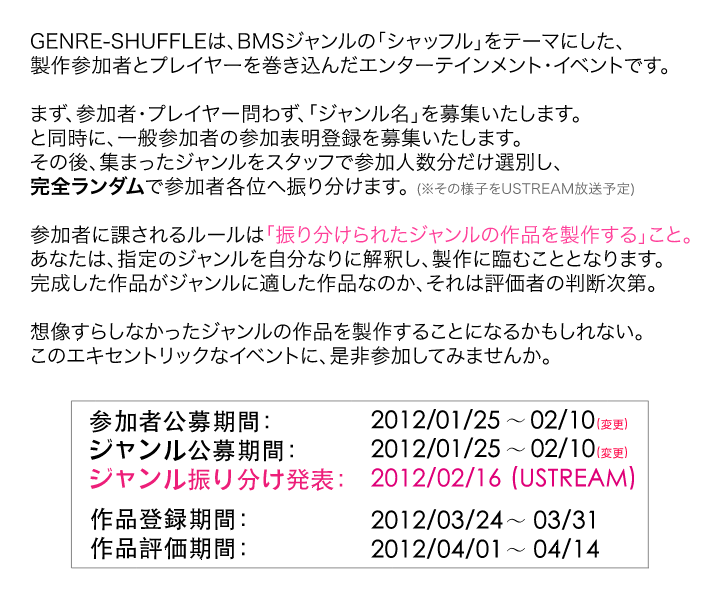 GENRE-SHUFFLEは、BMSジャンルの「シャッフル」をテーマにした、
製作参加者とプレイヤーを巻き込んだエンターテインメント・イベントです。
まず、参加者・プレイヤー問わず、「ジャンル名」を募集いたします。
と同時に、一般参加者の参加表明登録を募集いたします。
その後、集まったジャンルをスタッフで参加人数分だけ選別し、
完全ランダムで参加者各位へ振り分けます。(※その様子をUSTREAM放送予定)
参加者に課されるルールは「振り分けられたジャンルの作品を製作する」こと。
あなたは、指定のジャンルを自分なりに解釈し、製作に臨むこととなります。
完成した作品がジャンルに適した作品なのか、それは評価者の判断次第。
想像すらしなかったジャンルの作品を製作することになるかもしれない。
このエキセントリックなイベントに、是非参加してみませんか。
参加者公募期間： 2012/01/25 ～ 02/10(変更)
ジャンル公募期間： 2012/01/25 ～ 02/10(変更)
ジャンル振り分け発表： 2012/02/16 (USTREAM)
作品登録期間： 2012/03/24～ 03/31
作品評価期間： 2012/04/01～ 04/14